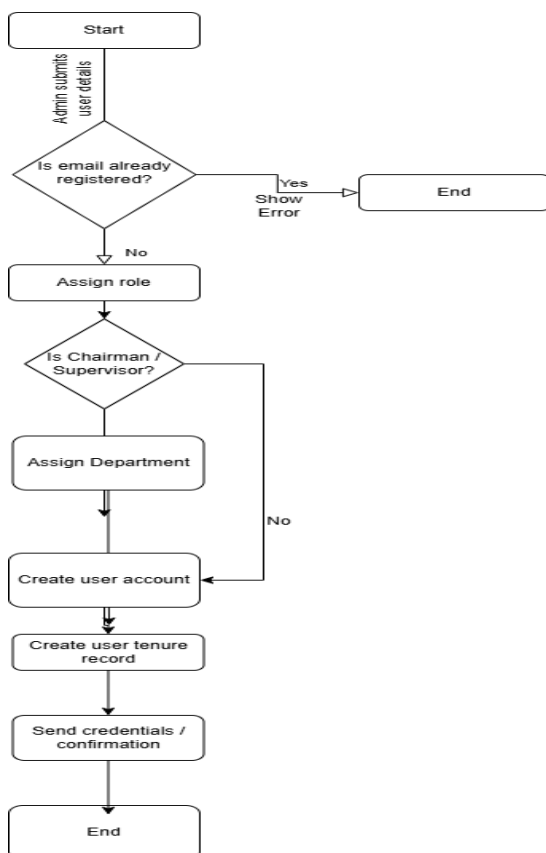 Start
Admin submits
user details
Is email already
registered?
Yes
Show
Error
End
No
Assign role
Is Chairman /
Supervisor?
Assign Department
No
Create user account
Create user tenure
record
Send credentials /
confirmation
End